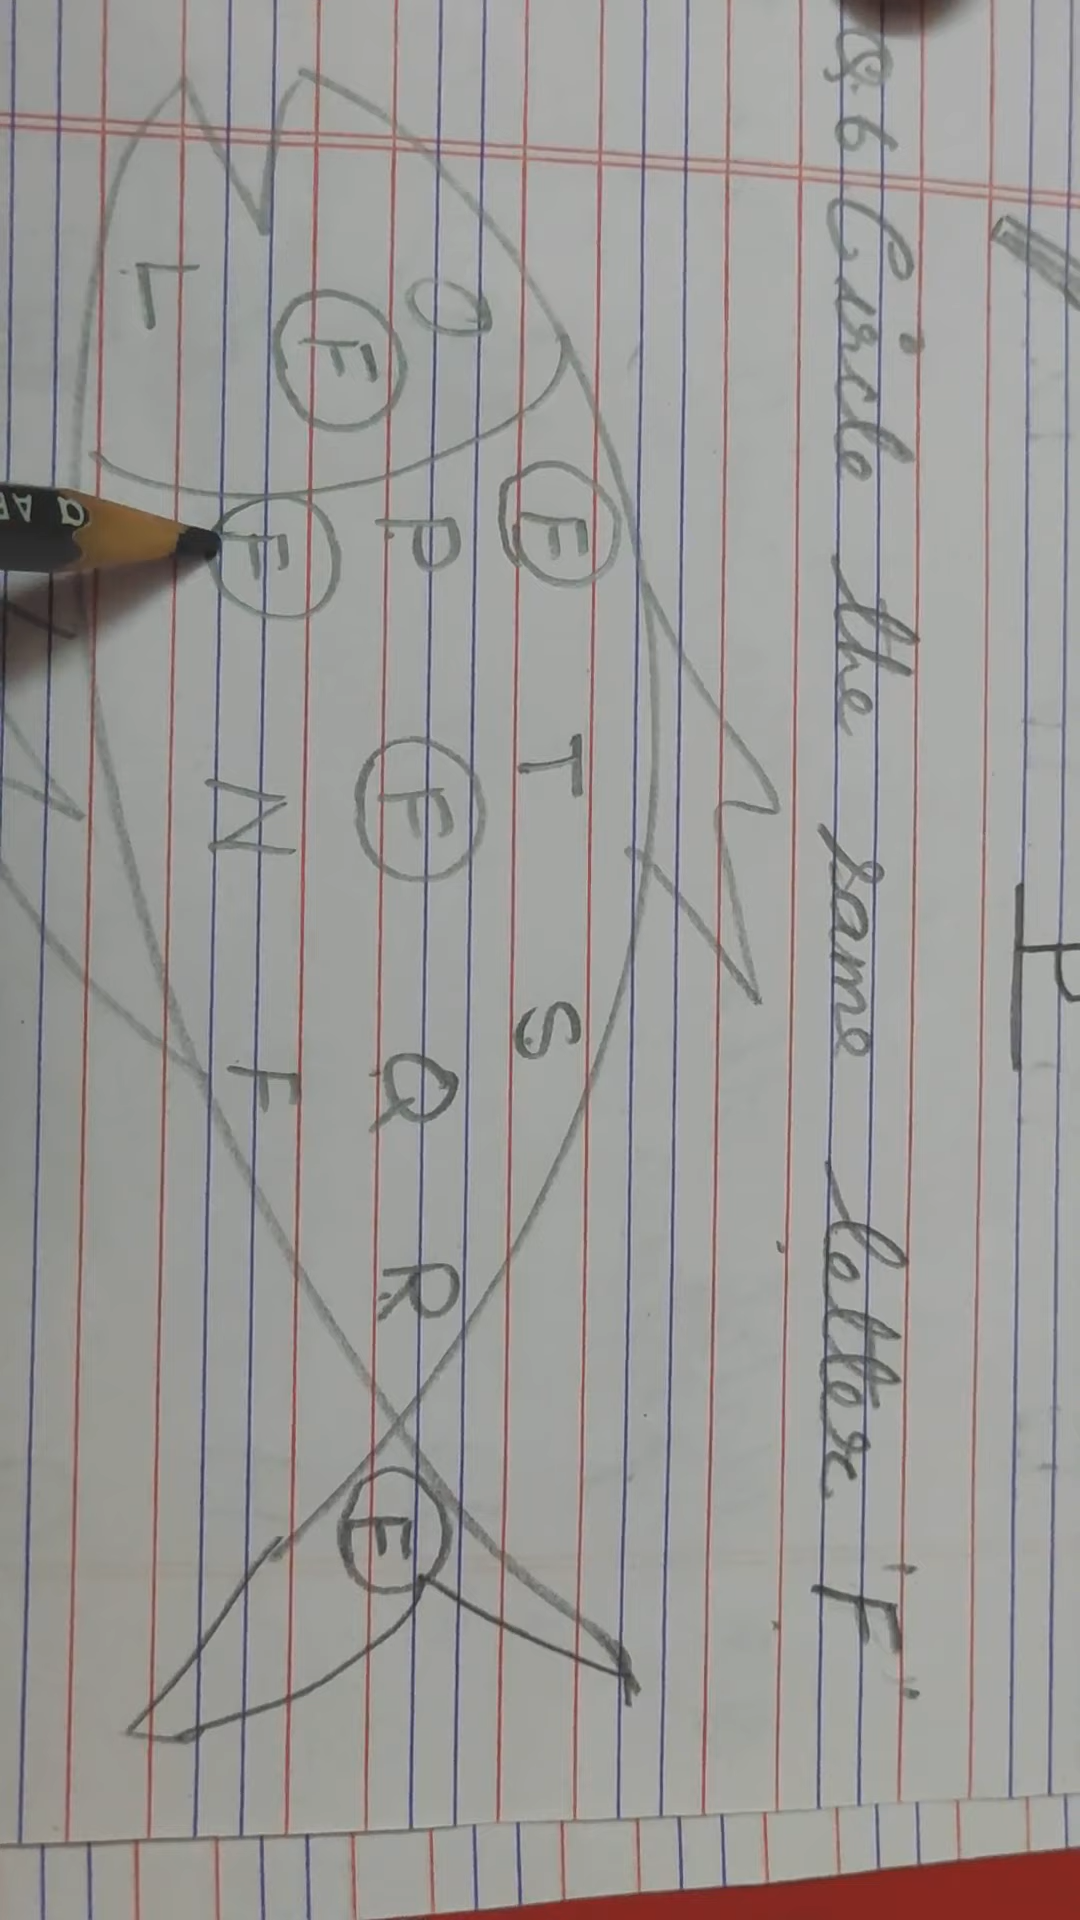 P
Q.6 Circle the same letter 'F'
F T S
O P F Q R F
F
F N F
L